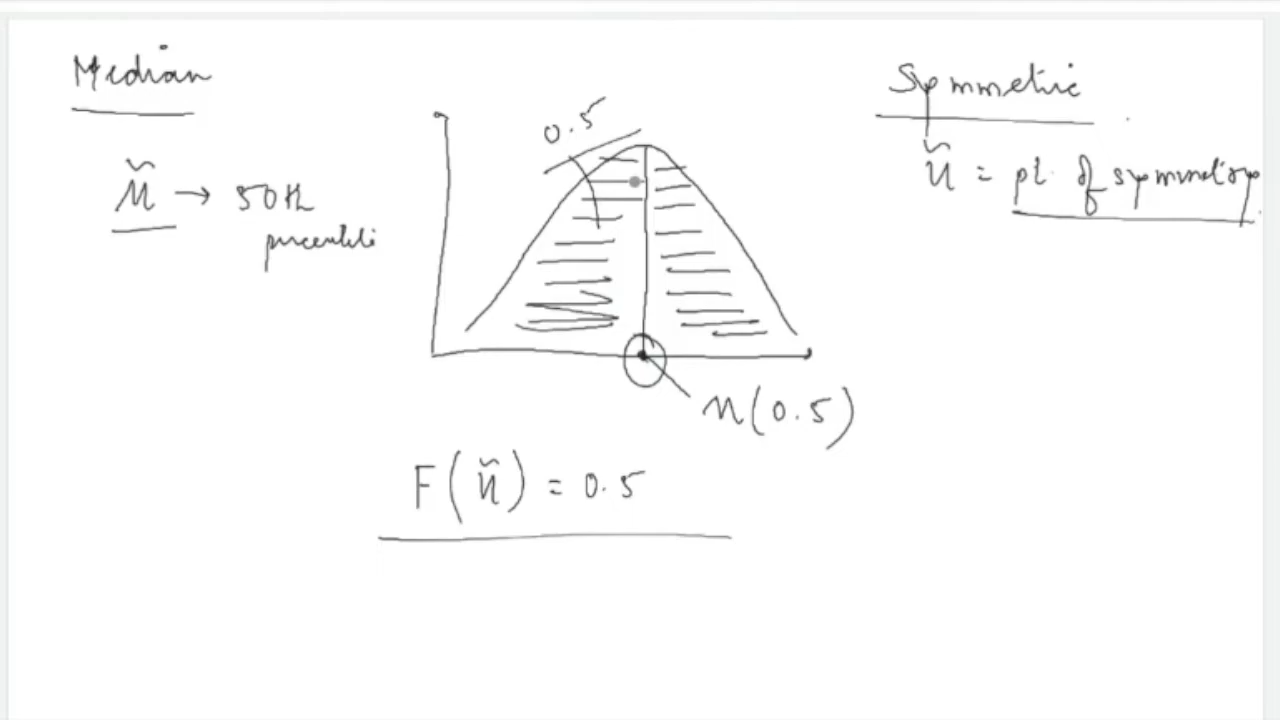 Median
Symmetric
0.5
μ̃ → 50th
percentile
μ̃ = pt. of symmetry
η(0.5)
F(μ̃) = 0.5